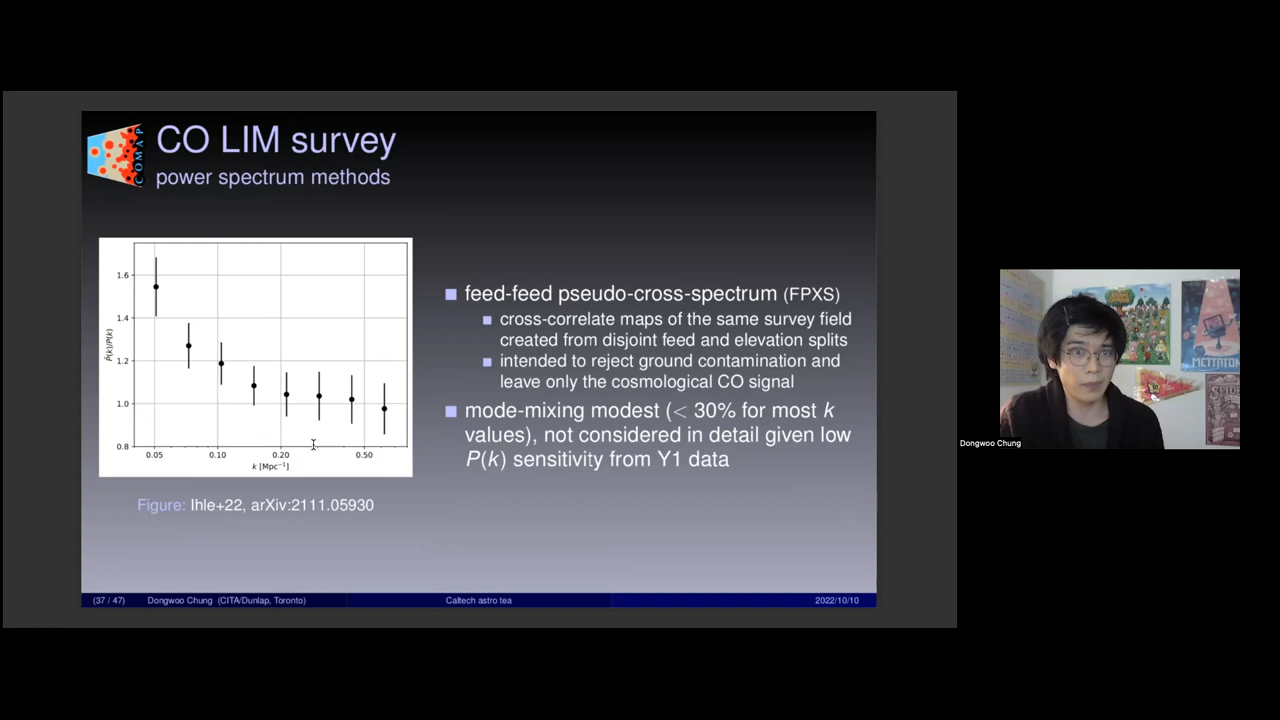 COMAP
CO LIM survey
power spectrum methods
1.6
1.4
1.2
1.0
0.8
P̃(k)/P(k)
0.05
0.10
0.20
0.50
k [Mpc⁻¹]
Figure: Ihle+22, arXiv:2111.05930
feed-feed pseudo-cross-spectrum (FPXS)
cross-correlate maps of the same survey field
created from disjoint feed and elevation splits
intended to reject ground contamination and
leave only the cosmological CO signal
mode-mixing modest (< 30% for most k
values), not considered in detail given low
P(k) sensitivity from Y1 data
(37 / 47)
Dongwoo Chung (CITA/Dunlap, Toronto)
Caltech astro tea
2022/10/10
METTATON
Dongwoo Chung